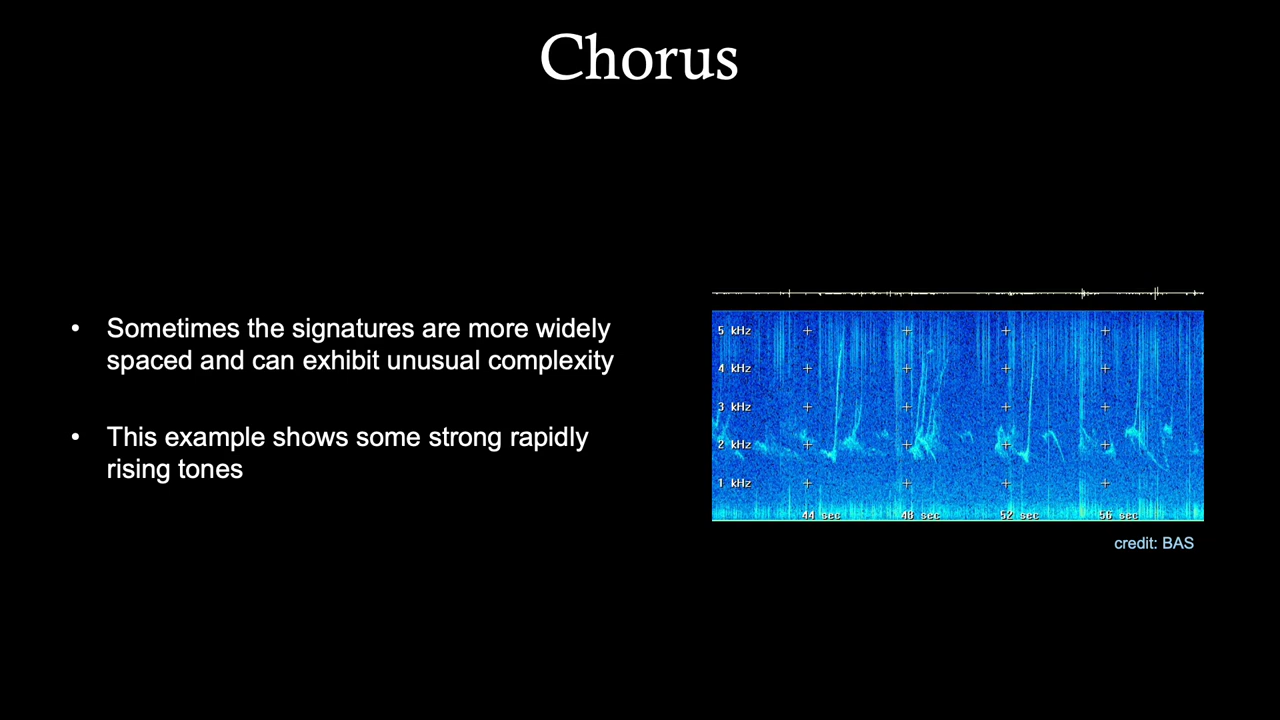 Chorus
• Sometimes the signatures are more widely
spaced and can exhibit unusual complexity
• This example shows some strong rapidly
rising tones
5 kHz
4 kHz
3 kHz
2 kHz
1 kHz
44 sec 48 sec 52 sec 56 sec
credit: BAS